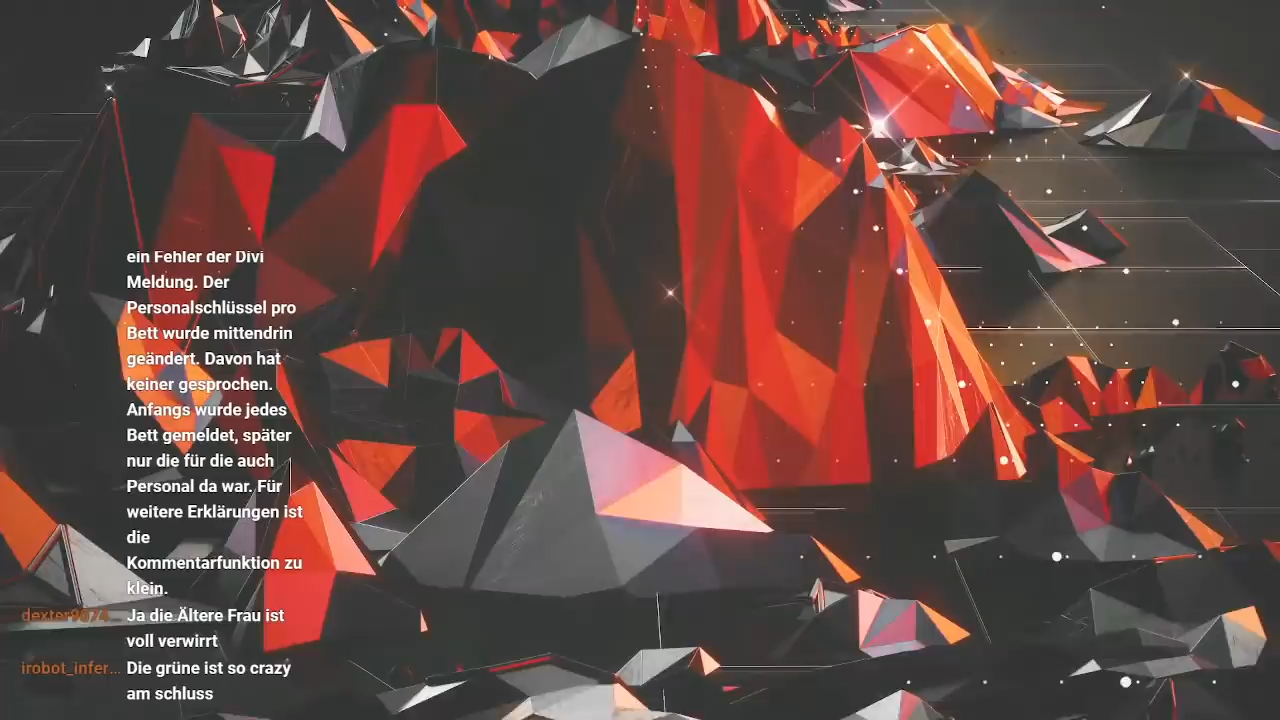 ein Fehler der Divi
Meldung. Der
Personalschlüssel pro
Bett wurde mittendrin
geändert. Davon hat
keiner gesprochen.
Anfangs wurde jedes
Bett gemeldet, später
nur die für die auch
Personal da war. Für
weitere Erklärungen ist
die
Kommentarfunktion zu
klein.
dexter9874... Ja die Ältere Frau ist
voll verwirrt
irobot_infer... Die grüne ist so crazy
am schluss